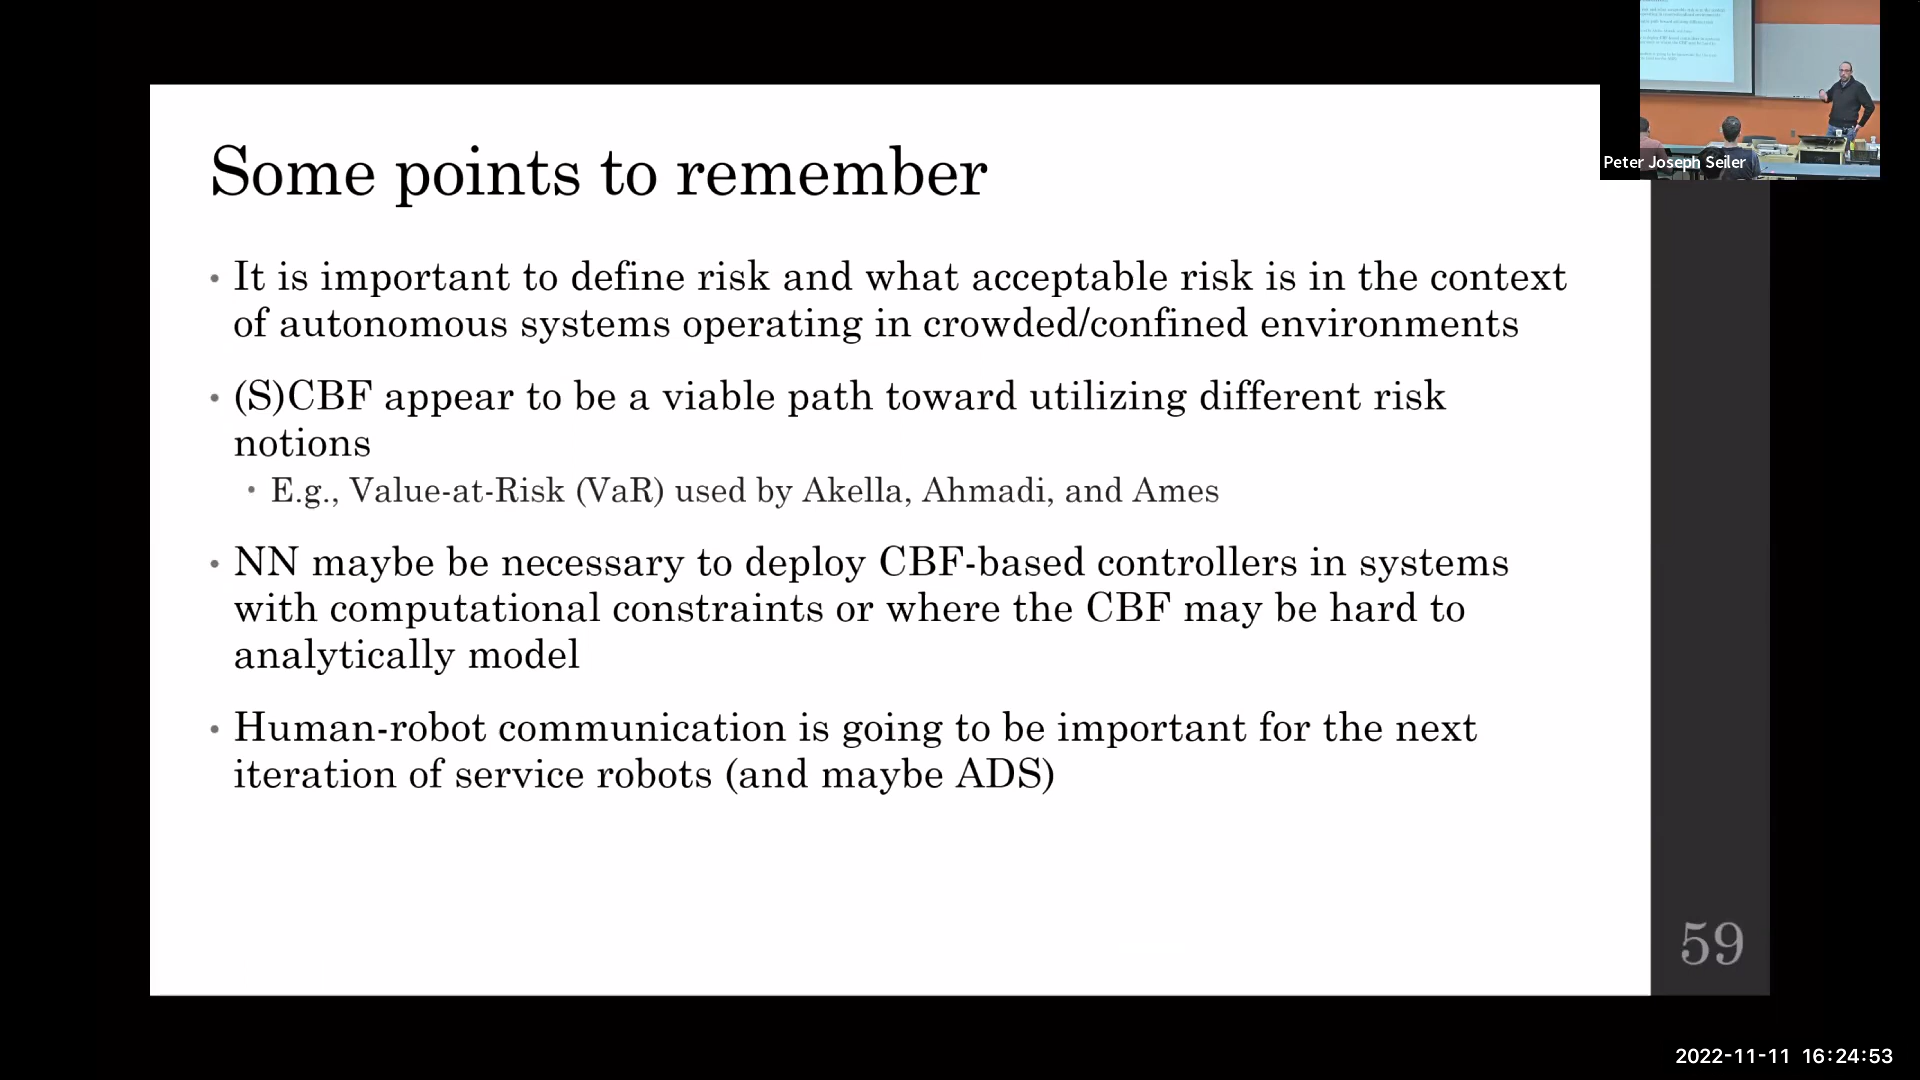 Some points to remember
• It is important to define risk and what acceptable risk is in the context
of autonomous systems operating in crowded/confined environments
• (S)CBF appear to be a viable path toward utilizing different risk
notions
• E.g., Value-at-Risk (VaR) used by Akella, Ahmadi, and Ames
• NN maybe be necessary to deploy CBF-based controllers in systems
with computational constraints or where the CBF may be hard to
analytically model
• Human-robot communication is going to be important for the next
iteration of service robots (and maybe ADS)
59
Peter Joseph Seiler
2022-11-11 16:24:53